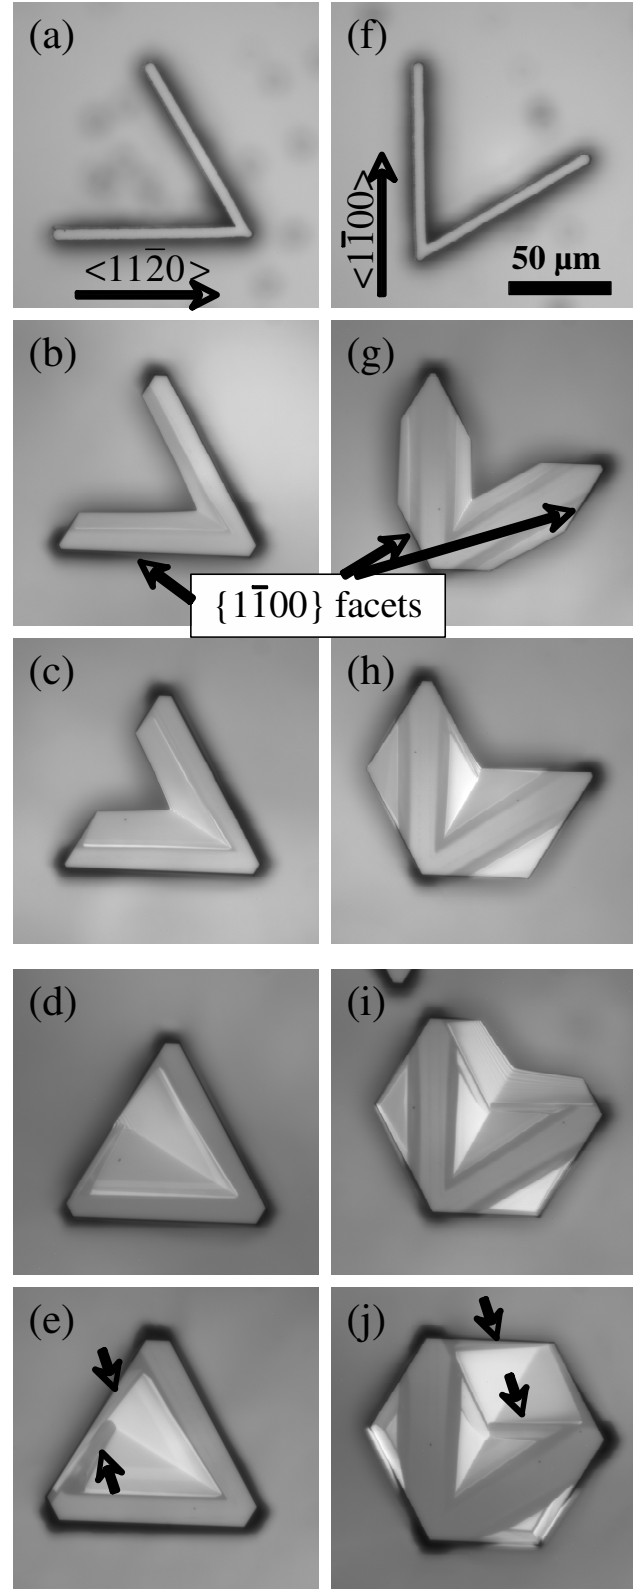 (a)
<112̄0>
(f)
<11̄00>
50 μm
(b)
(g)
{11̄00} facets
(c)
(h)
(d)
(i)
(e)
(j)